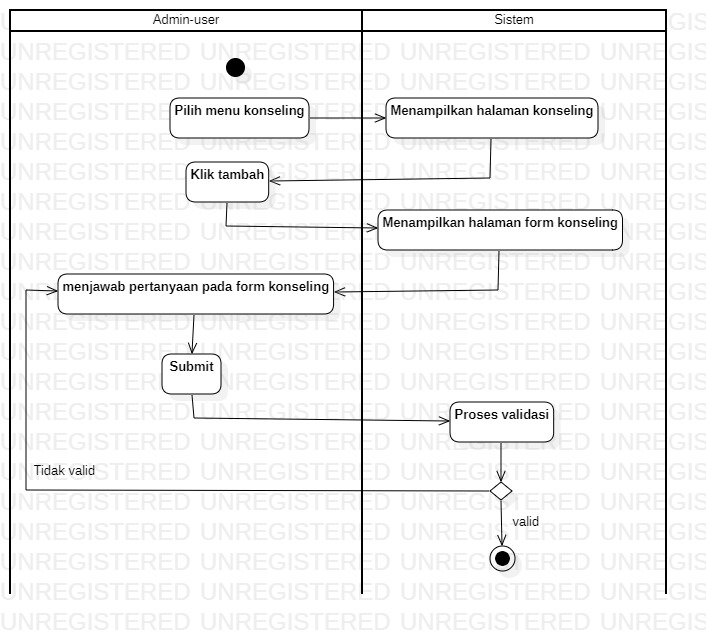 Admin-user
Sistem
Pilih menu konseling
Menampilkan halaman konseling
Klik tambah
Menampilkan halaman form konseling
menjawab pertanyaan pada form konseling
Submit
Proses validasi
Tidak valid
valid
UNREGISTERED UNREGISTERED UNREGISTERED UNREGIS